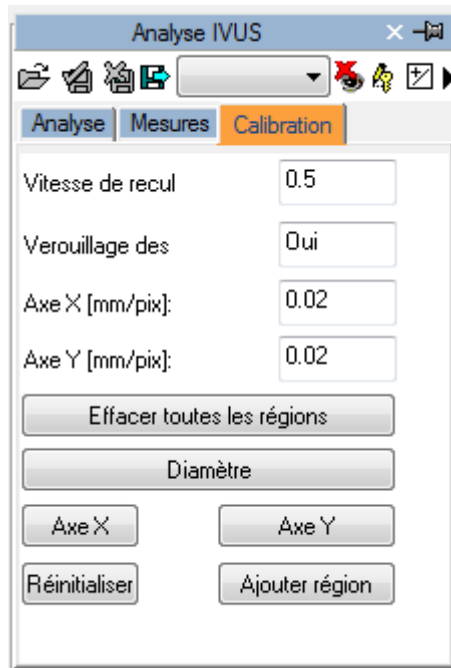 Analyse IVUS
Analyse Mesures Calibration
Vitesse de recul 0.5
Verouillage des Oui
Axe X [mm/pix]: 0.02
Axe Y [mm/pix]: 0.02
Effacer toutes les régions
Diamètre
Axe X Axe Y
Réinitialiser Ajouter région